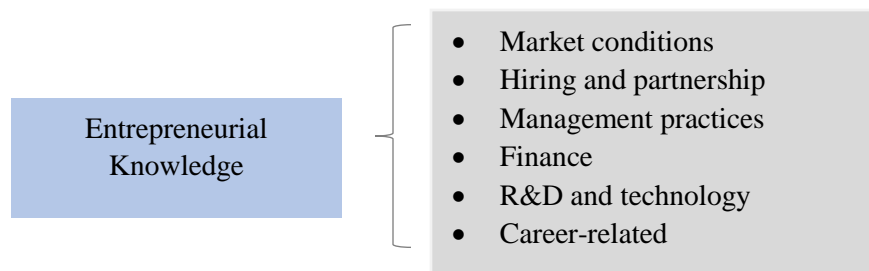 Entrepreneurial
Knowledge
• Market conditions
• Hiring and partnership
• Management practices
• Finance
• R&D and technology
• Career-related